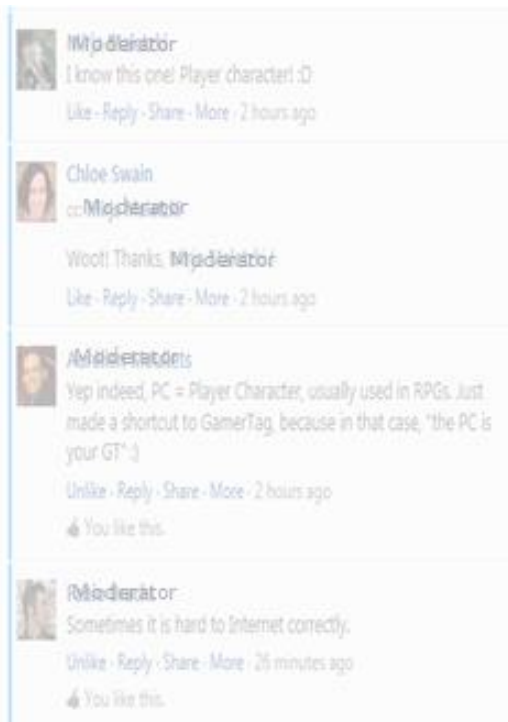 Moderator
I know this one! Player character! :D
Like · Reply · Share · More · 2 hours ago
Chloe Swain
cc Moderator
Woot! Thanks, Moderator
Like · Reply · Share · More · 2 hours ago
Moderator
Yep indeed, PC = Player Character, usually used in RPGs. Just
made a shortcut to GamerTag, because in that case, "the PC is
your GT" :)
Unlike · Reply · Share · More · 2 hours ago
You like this.
Moderator
Sometimes it is hard to Internet correctly.
Unlike · Reply · Share · More · 26 minutes ago
You like this.